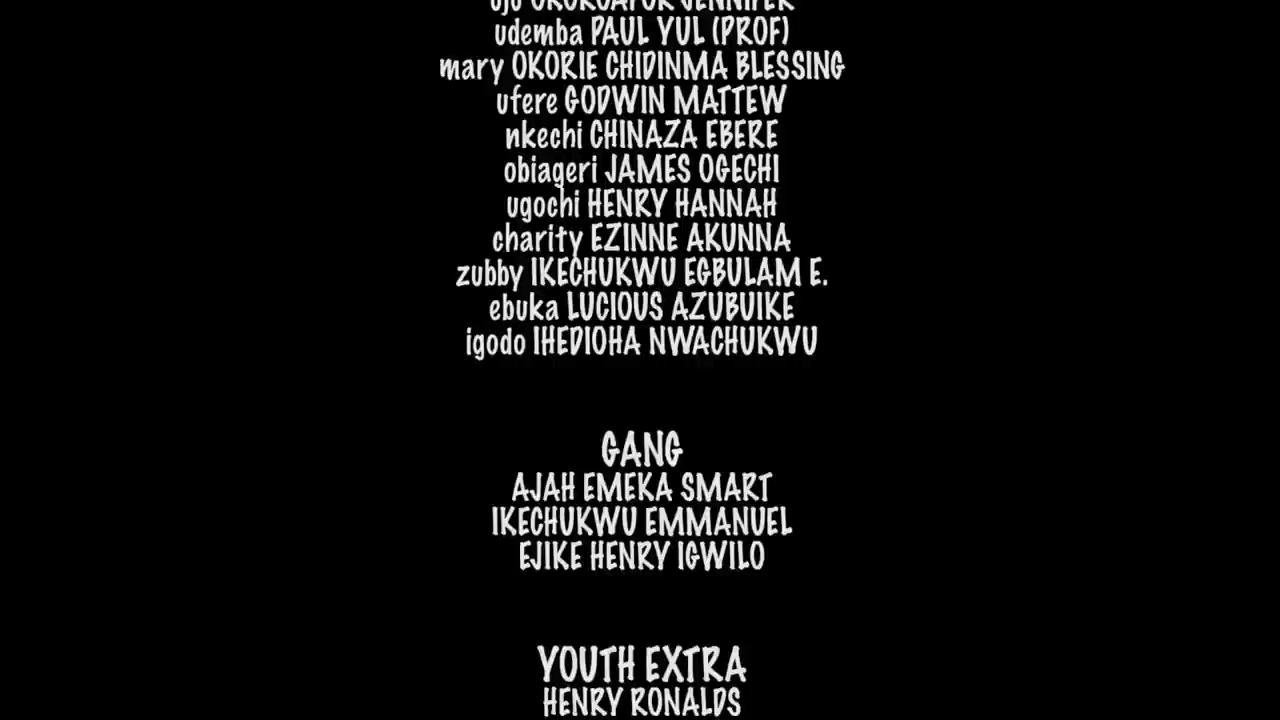 udemba PAUL YUL (PROF)
mary OKORIE CHIDINMA BLESSING
ufere GODWIN MATTEW
nkechi CHINAZA EBERE
obiageri JAMES OGECHI
ugochi HENRY HANNAH
charity EZINNE AKUNNA
zubby IKECHUKWU EGBULAM E.
ebuka LUCIOUS AZUBUIKE
igodo IHEDIOHA NWACHUKWU
GANG
AJAH EMEKA SMART
IKECHUKWU EMMANUEL
EJIKE HENRY IGWILO
YOUTH EXTRA
HENRY RONALDS